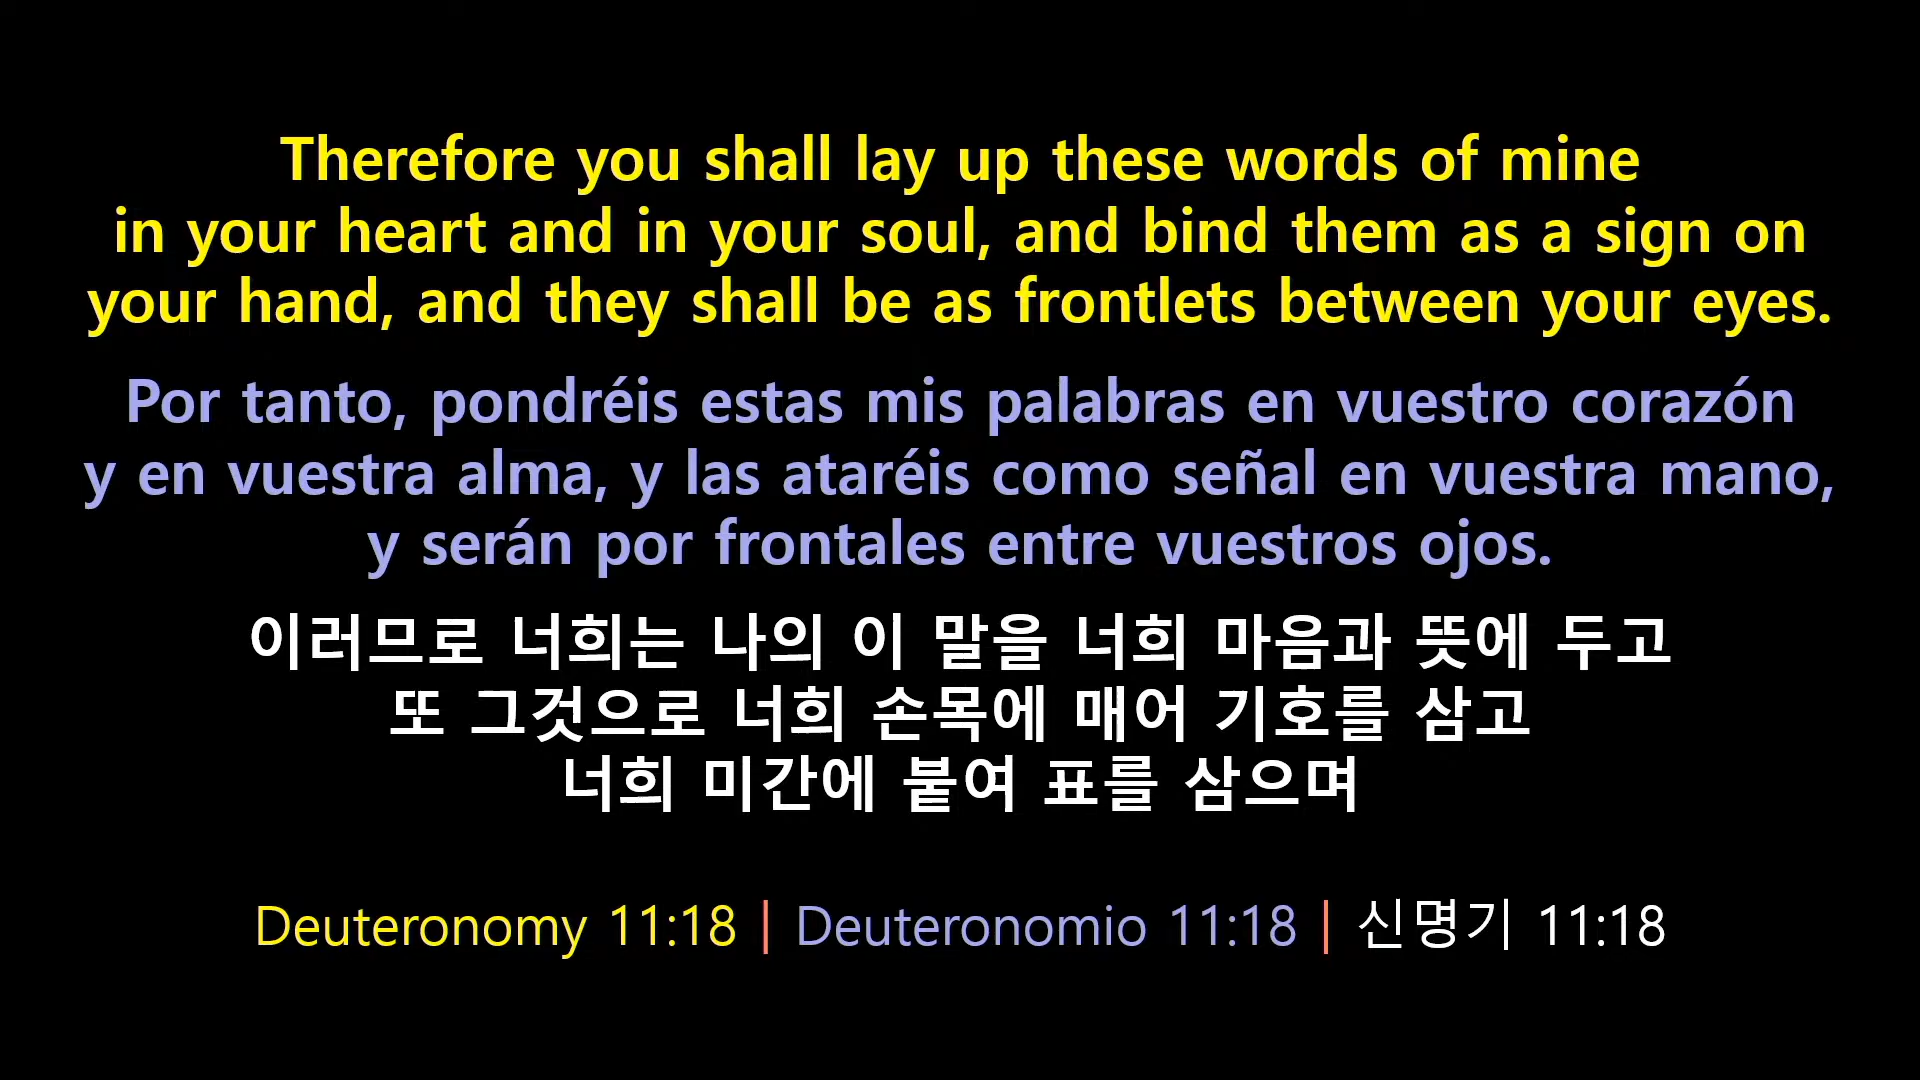 Therefore you shall lay up these words of mine
in your heart and in your soul, and bind them as a sign on
your hand, and they shall be as frontlets between your eyes.
Por tanto, pondréis estas mis palabras en vuestro corazón
y en vuestra alma, y las ataréis como señal en vuestra mano,
y serán por frontales entre vuestros ojos.
이러므로 너희는 나의 이 말을 너희 마음과 뜻에 두고
또 그것으로 너희 손목에 매어 기호를 삼고
너희 미간에 붙여 표를 삼으며
Deuteronomy 11:18 | Deuteronomio 11:18 | 신명기 11:18